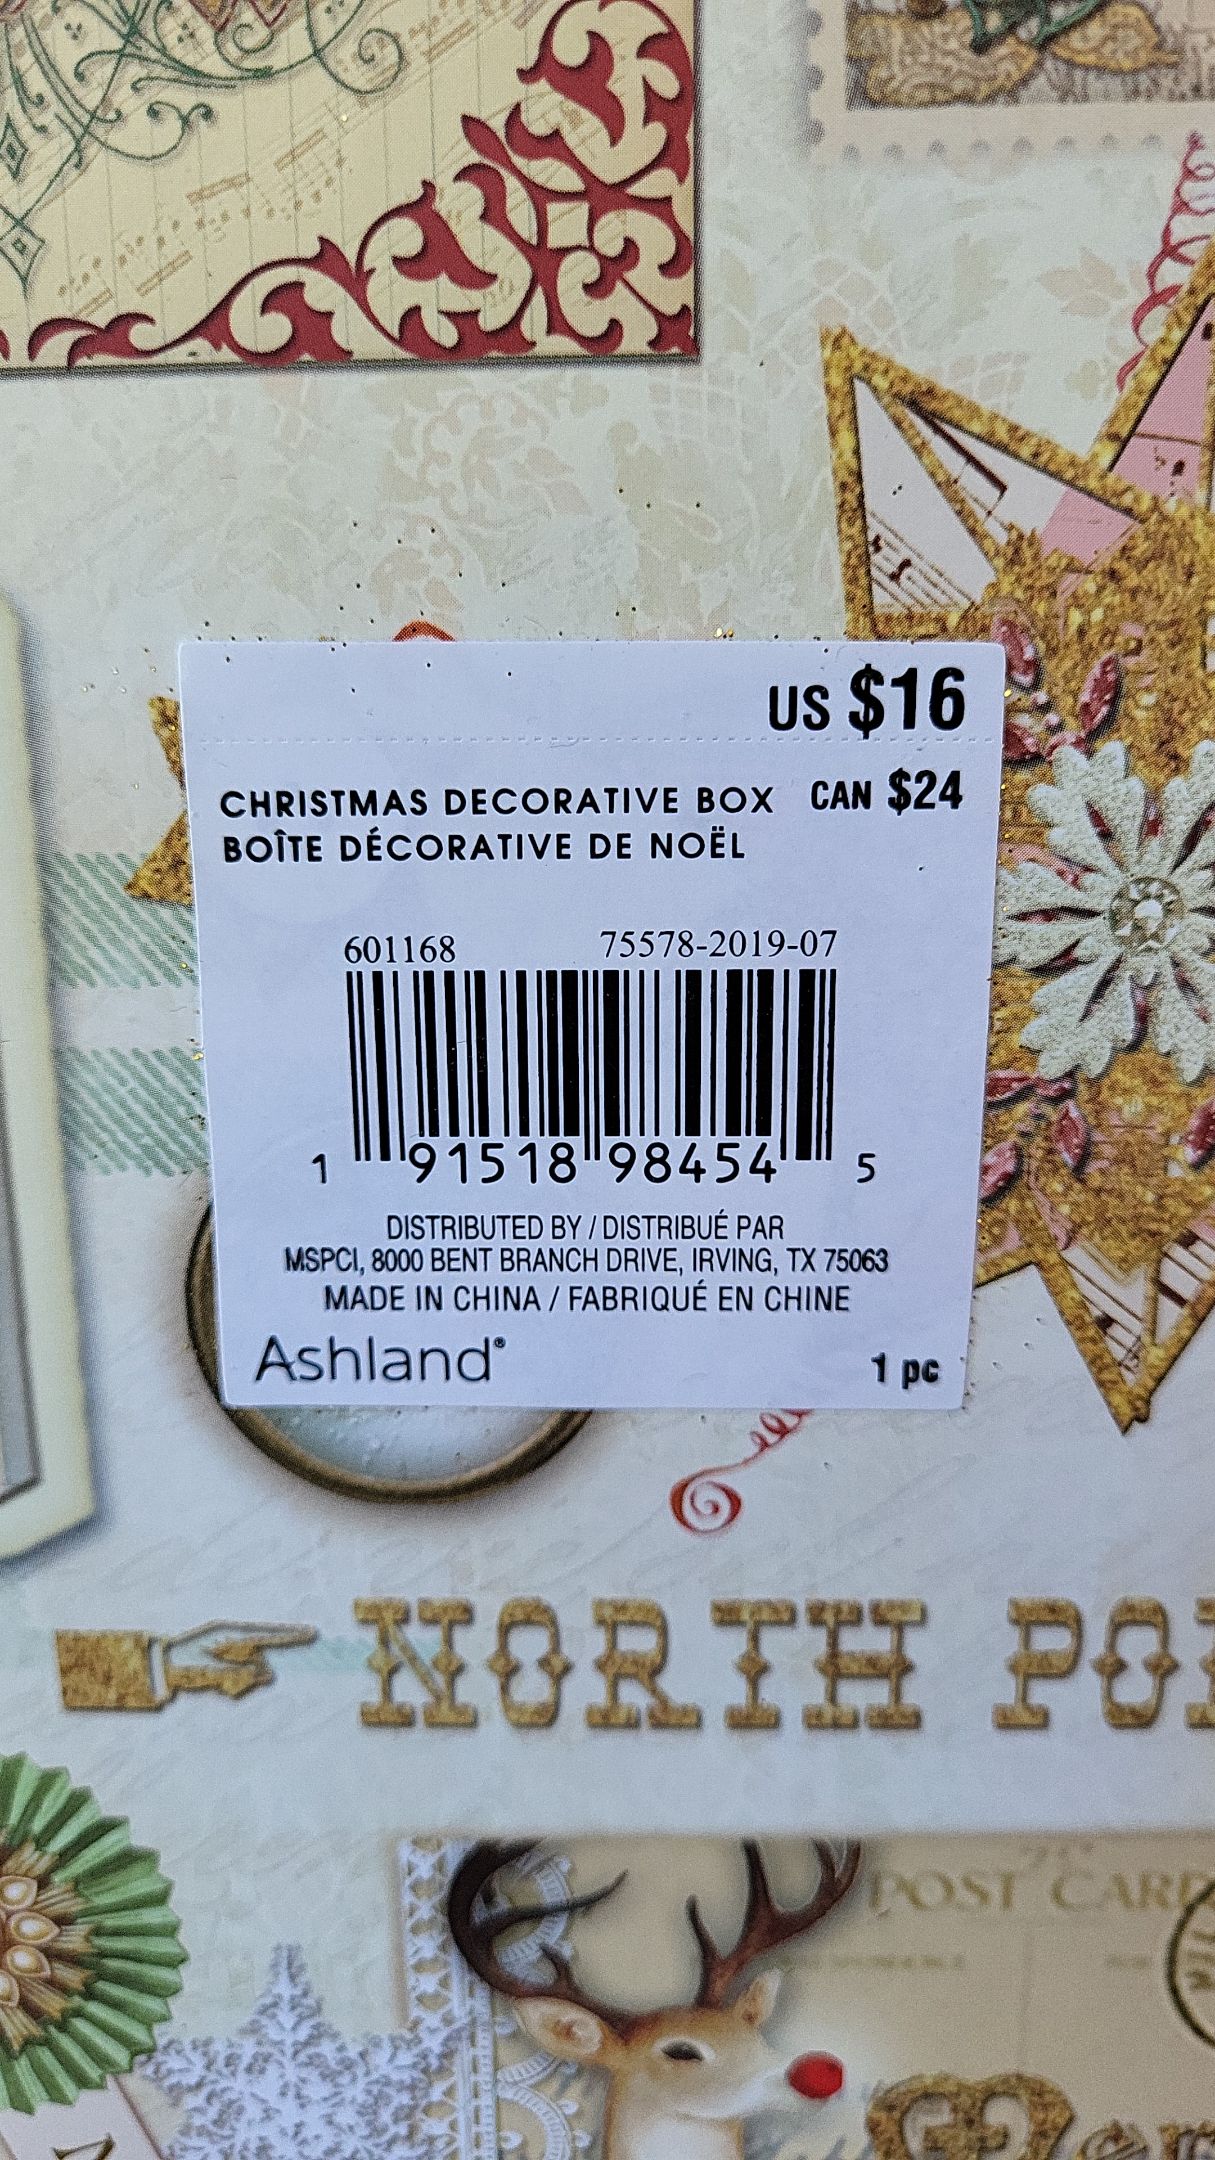 US $16
CHRISTMAS DECORATIVE BOX CAN $24
BOÎTE DÉCORATIVE DE NOËL
601168 75578-2019-07
1 91518 98454 5
DISTRIBUTED BY / DISTRIBUÉ PAR
MSPCI, 8000 BENT BRANCH DRIVE, IRVING, TX 75063
MADE IN CHINA / FABRIQUÉ EN CHINE
Ashland®
1 pc
NORTH
POST CARD